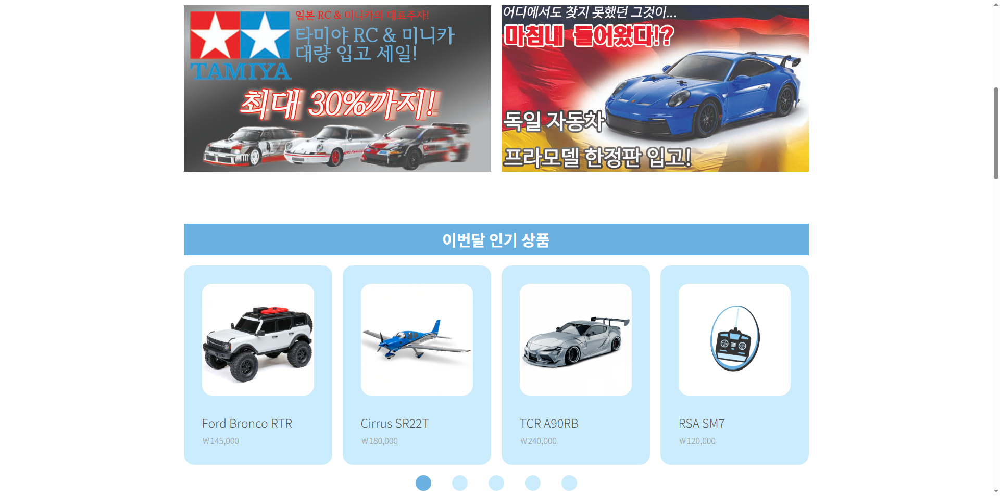 일본 RC & 미니카의 대표주자!
타미야 RC & 미니카
대량 입고 세일!
TAMIYA
최대 30%까지!
어디에서도 찾지 못했던 그것이...
마침내 들어왔다!?
독일 자동차
프라모델 한정판 입고!
이번달 인기 상품
Ford Bronco RTR
₩145,000
Cirrus SR22T
₩180,000
TCR A90RB
₩240,000
RSA SM7
₩120,000